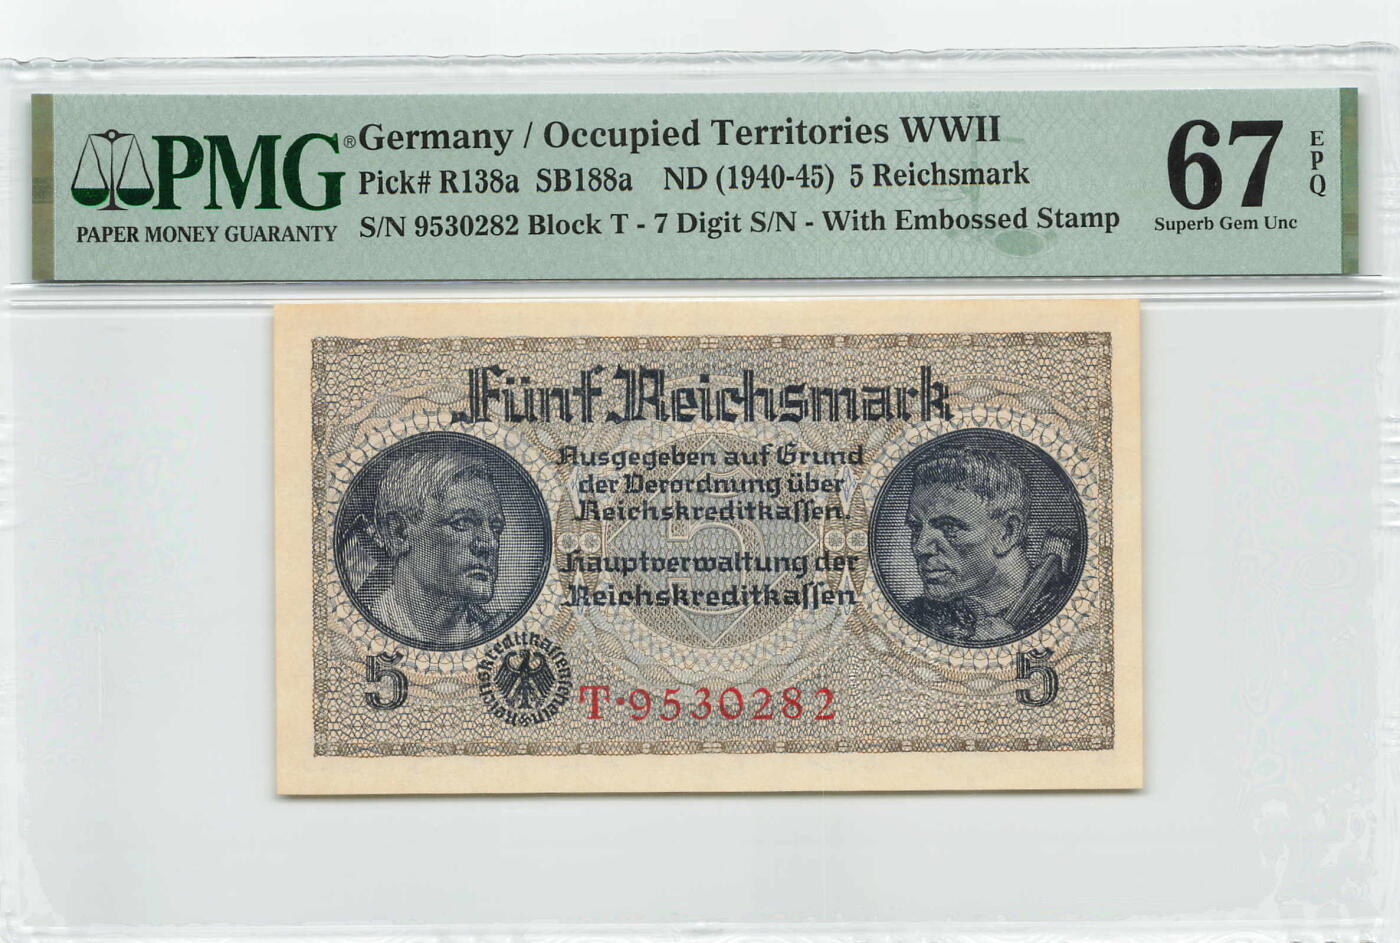 PMG®
PAPER MONEY GUARANTY
Germany / Occupied Territories WWII
Pick# R138a SB188a ND (1940-45) 5 Reichsmark
S/N 9530282 Block T - 7 Digit S/N - With Embossed Stamp
67
EPQ
Superb Gem Unc
Fünf Reichsmark
Ausgegeben auf Grund
der Verordnung über
Reichskreditkassen.
Hauptverwaltung der
Reichskreditkassen
5
5
5
T·9530282